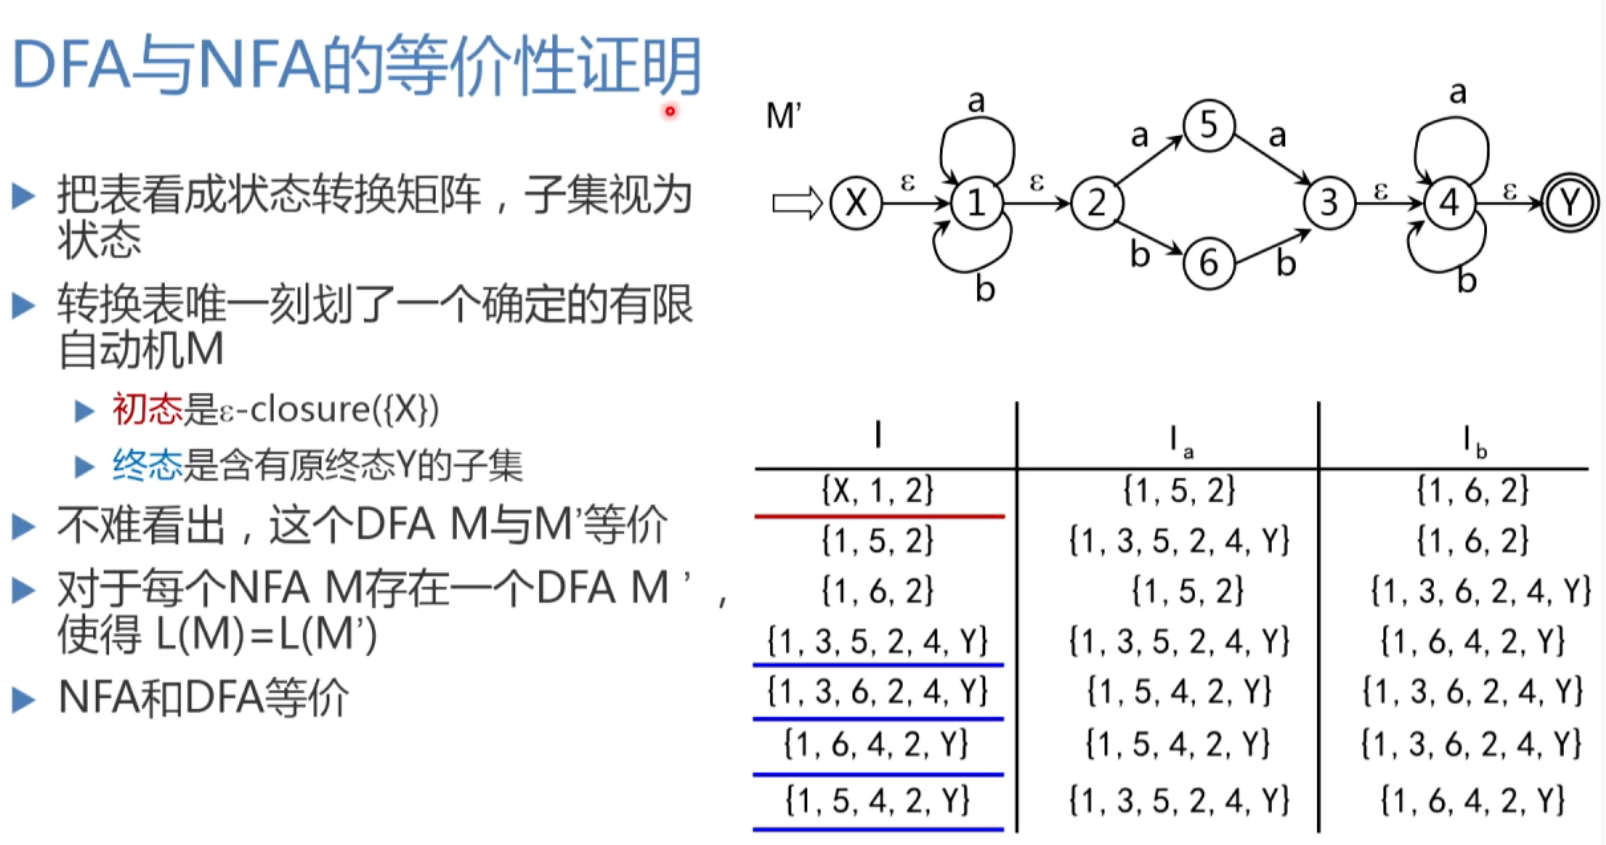 DFA与NFA的等价性证明
把表看成状态转换矩阵，子集视为
状态
转换表唯一刻划了一个确定的有限
自动机M
初态是ε-closure({X})
终态是含有原终态Y的子集
不难看出，这个DFA M与M’等价
对于每个NFA M存在一个DFA M ’，
使得 L(M)=L(M’)
NFA和DFA等价
M’
a
a
a
5
a
X
ε
1
ε
2
3
ε
4
ε
Y
b
6
b
b
b
I Ia Ib
{X, 1, 2} {1, 5, 2} {1, 6, 2}
{1, 5, 2} {1, 3, 5, 2, 4, Y} {1, 6, 2}
{1, 6, 2} {1, 5, 2} {1, 3, 6, 2, 4, Y}
{1, 3, 5, 2, 4, Y} {1, 3, 5, 2, 4, Y} {1, 6, 4, 2, Y}
{1, 3, 6, 2, 4, Y} {1, 5, 4, 2, Y} {1, 3, 6, 2, 4, Y}
{1, 6, 4, 2, Y} {1, 5, 4, 2, Y} {1, 3, 6, 2, 4, Y}
{1, 5, 4, 2, Y} {1, 3, 5, 2, 4, Y} {1, 6, 4, 2, Y}